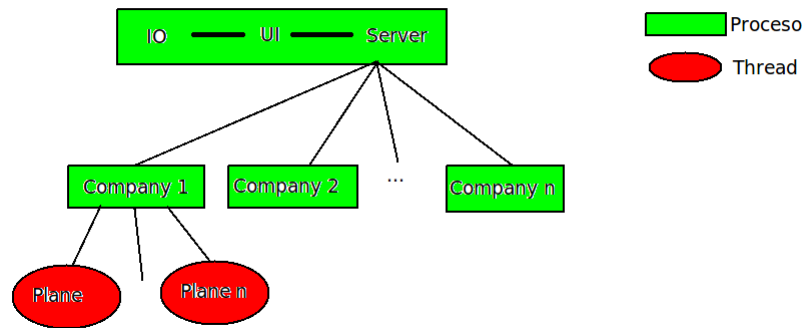 IO UI Server
Proceso
Thread
Company 1 Company 2 ... Company n
Plane Plane n